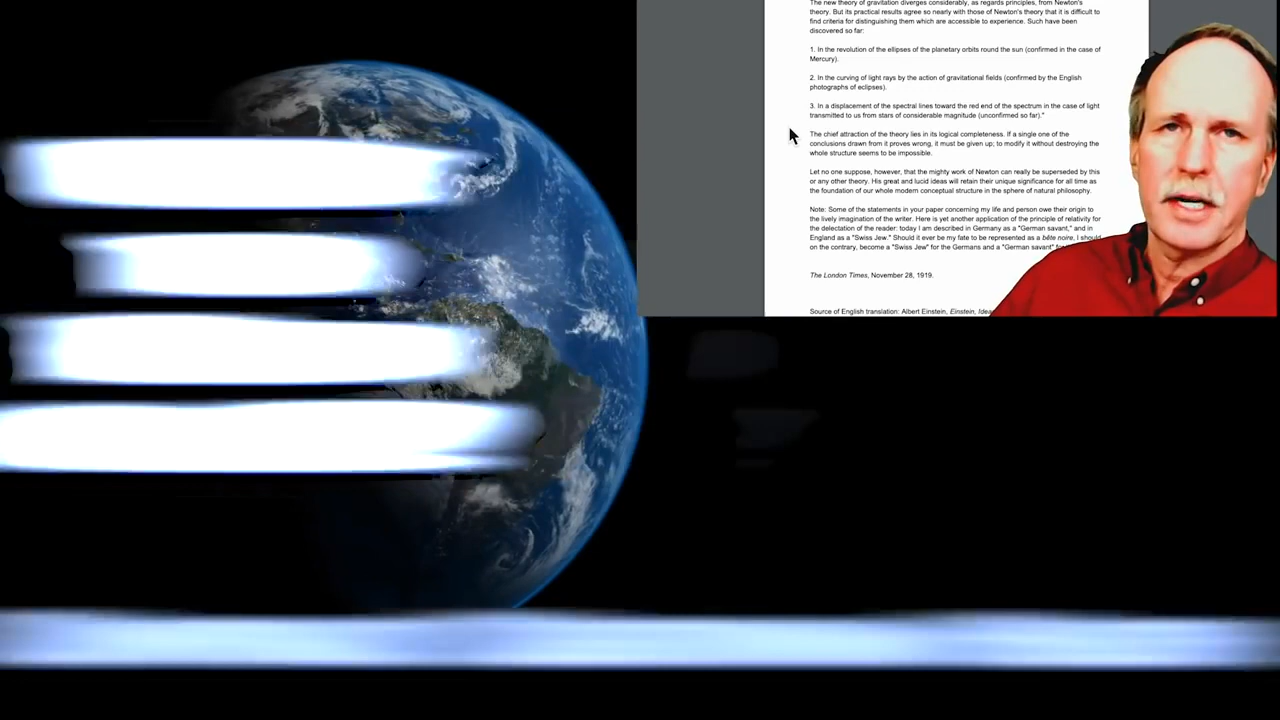 The new theory of gravitation diverges considerably, as regards principles, from Newton's
theory. But its practical results agree so nearly with those of Newton's theory that it is difficult to
find criteria for distinguishing them which are accessible to experience. Such have been
discovered so far:
1. In the revolution of the ellipses of the planetary orbits round the sun (confirmed in the case of
Mercury).
2. In the curving of light rays by the action of gravitational fields (confirmed by the English
photographs of eclipses).
3. In a displacement of the spectral lines toward the red end of the spectrum in the case of light
transmitted to us from stars of considerable magnitude (unconfirmed so far)."
The chief attraction of the theory lies in its logical completeness. If a single one of the
conclusions drawn from it proves wrong, it must be given up; to modify it without destroying the
whole structure seems to be impossible.
Let no one suppose, however, that the mighty work of Newton can really be superseded by this
or any other theory. His great and lucid ideas will retain their unique significance for all time as
the foundation of our whole modern conceptual structure in the sphere of natural philosophy.
Note: Some of the statements in your paper concerning my life and person owe their origin to
the lively imagination of the writer. Here is yet another application of the principle of relativity for
the delectation of the reader: today I am described in Germany as a "German savant," and in
England as a "Swiss Jew." Should it ever be my fate to be represented as a bête noire, I should
on the contrary, become a "Swiss Jew" for the Germans and a "German savant"
The London Times, November 28, 1919.
Source of English translation: Albert Einstein, Einstein,